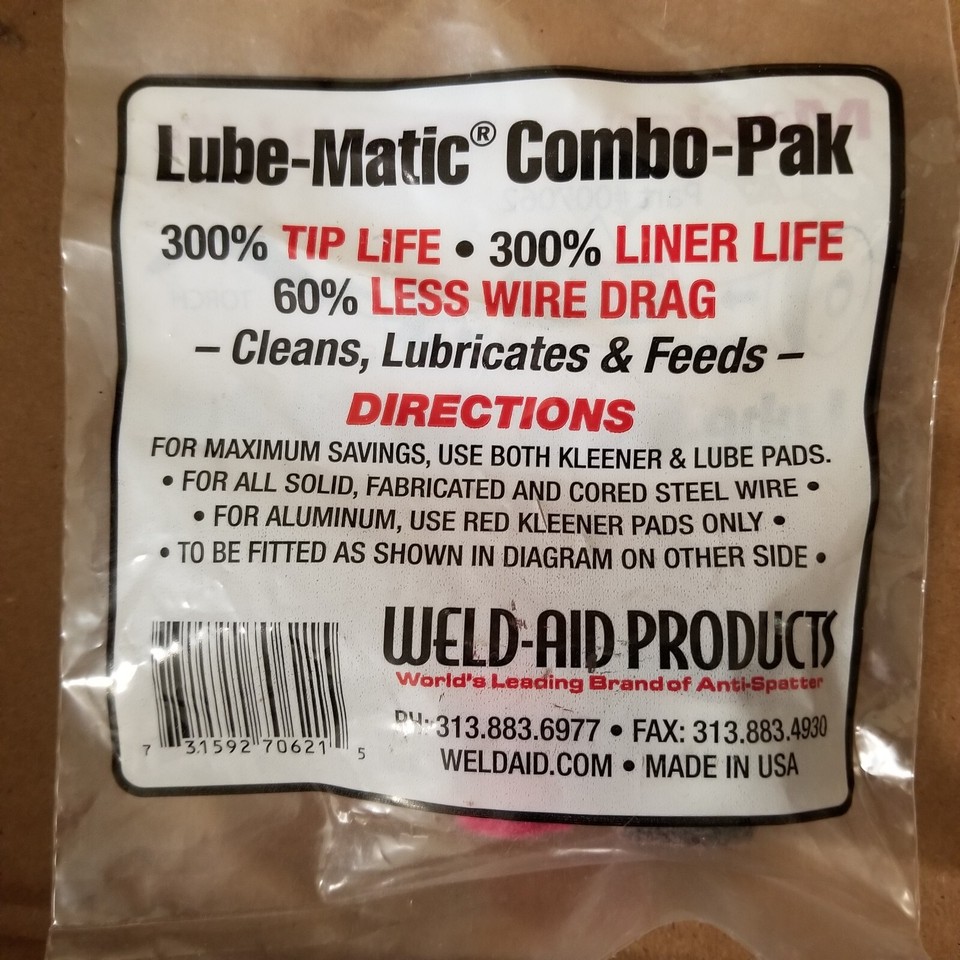 Lube-Matic® Combo-Pak
300% TIP LIFE • 300% LINER LIFE
60% LESS WIRE DRAG
– Cleans, Lubricates & Feeds –
DIRECTIONS
FOR MAXIMUM SAVINGS, USE BOTH KLEENER & LUBE PADS.
• FOR ALL SOLID, FABRICATED AND CORED STEEL WIRE •
• FOR ALUMINUM, USE RED KLEENER PADS ONLY •
• TO BE FITTED AS SHOWN IN DIAGRAM ON OTHER SIDE •
WELD-AID PRODUCTS
World's Leading Brand of Anti-Spatter
PH: 313.883.6977 • FAX: 313.883.4930
WELDAID.COM • MADE IN USA
7 31592 70621 5